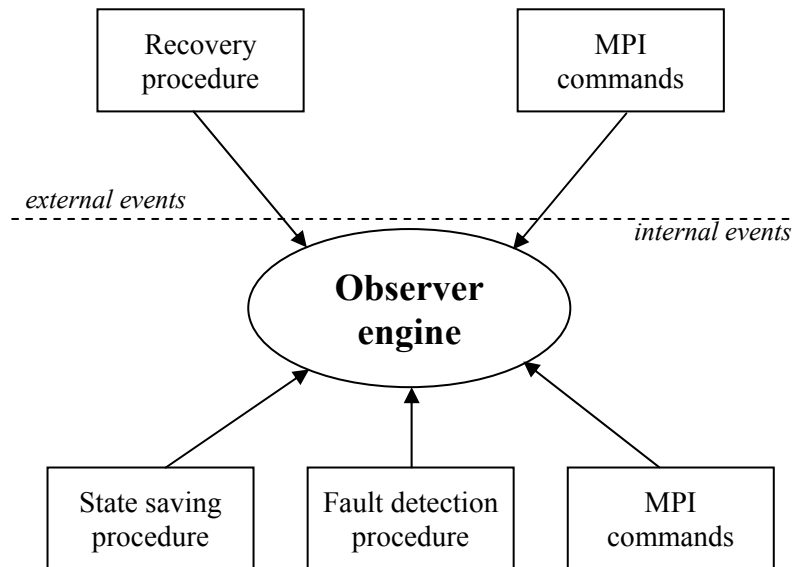 Recovery
procedure
MPI
commands
external events
internal events
Observer
engine
State saving
procedure
Fault detection
procedure
MPI
commands